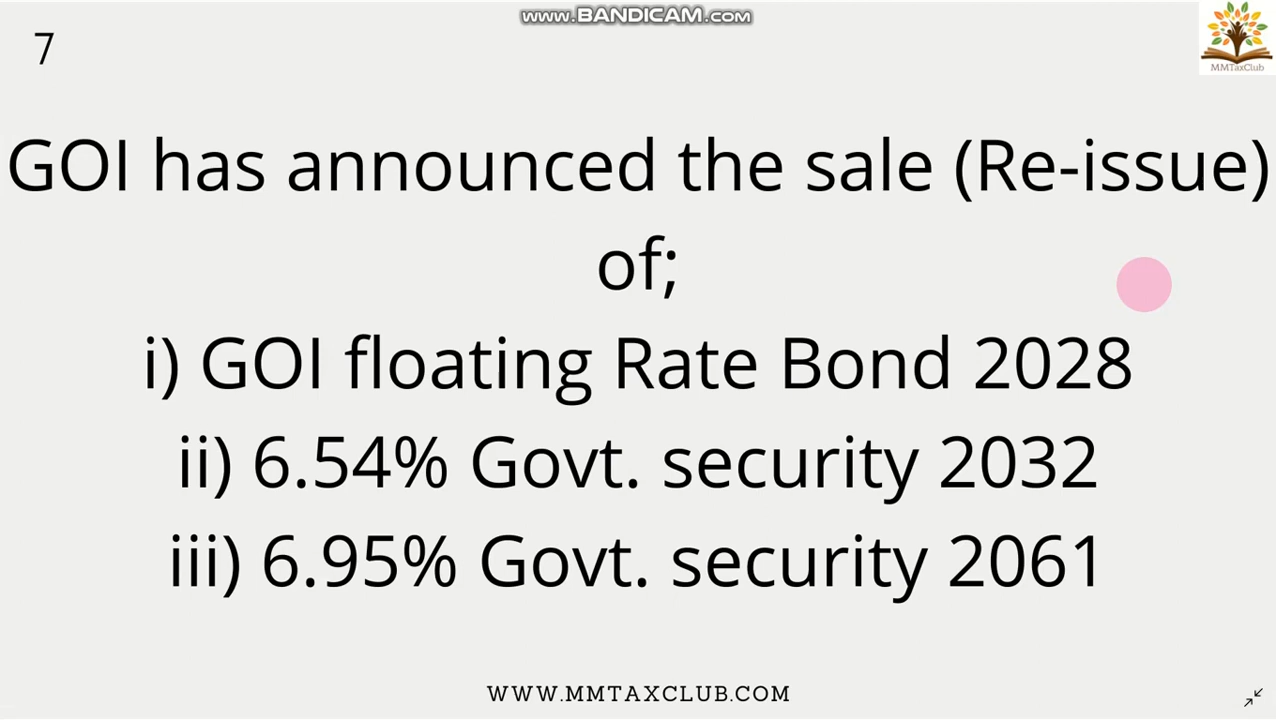 www.BANDICAM.com
7
MMTaxClub
GOI has announced the sale (Re-issue)
of;
i) GOI floating Rate Bond 2028
ii) 6.54% Govt. security 2032
iii) 6.95% Govt. security 2061
WWW.MMTAXCLUB.COM